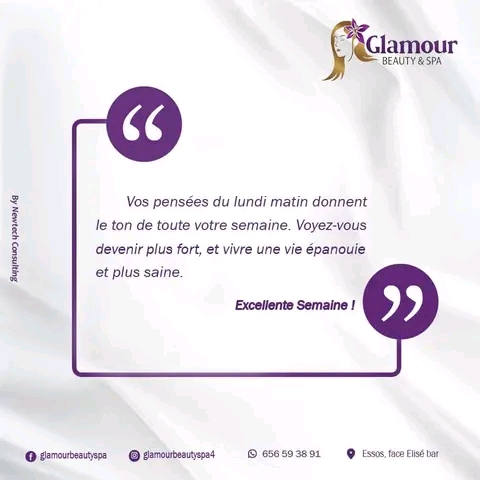 Glamour
BEAUTY & SPA
“
Vos pensées du lundi matin donnent
le ton de toute votre semaine. Voyez-vous
devenir plus fort, et vivre une vie épanouie
et plus saine.
Excellente Semaine !
”
By Newtech Consulting
glamourbeautyspa
glamourbeautyspa4
656 59 38 91
Essos, face Elisé bar